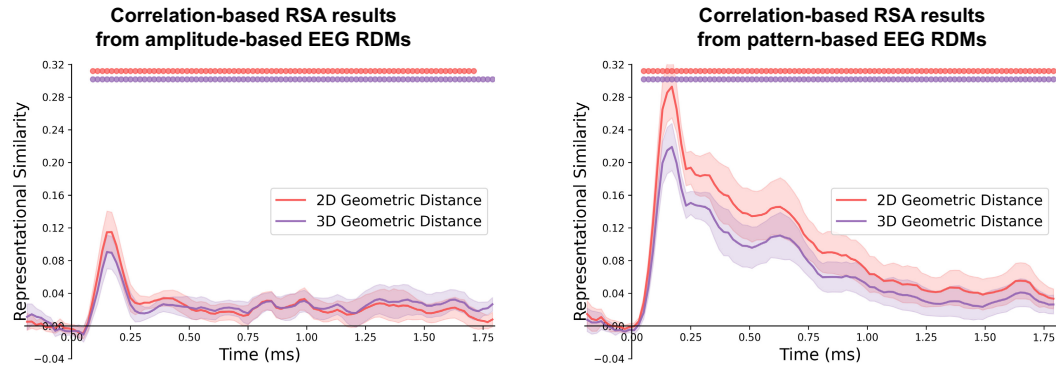 Correlation-based RSA results
from amplitude-based EEG RDMs
0.32
0.28
0.24
0.20
0.16
0.12
0.08
0.04
0.00
−0.04
Representational Similarity
2D Geometric Distance
3D Geometric Distance
0.00 0.25 0.50 0.75 1.00 1.25 1.50 1.75
Time (ms)
Correlation-based RSA results
from pattern-based EEG RDMs
0.32
0.28
0.24
0.20
0.16
0.12
0.08
0.04
0.00
−0.04
Representational Similarity
2D Geometric Distance
3D Geometric Distance
0.00 0.25 0.50 0.75 1.00 1.25 1.50 1.75
Time (ms)